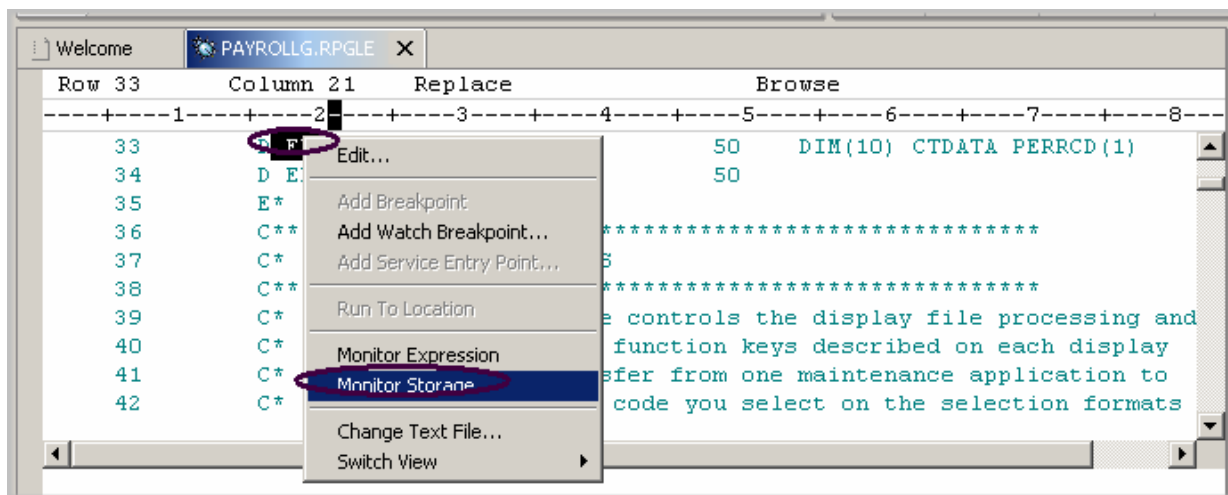 Welcome PAYROLLG.RPGLE X
Row 33 Column 21 Replace Browse
----+----1----+----2----+----3----+----4----+----5----+----6----+----7----+----8---
33 D 50 DIM(10) CTDATA PERRCD(1)
34 D 50
35 E*
36 C** *********************************
37 C* S
38 C** *********************************
39 C* e controls the display file processing and
40 C* function keys described on each display
41 C* sfer from one maintenance application to
42 C* code you select on the selection formats
Edit...
Add Breakpoint
Add Watch Breakpoint...
Add Service Entry Point...
Run To Location
Monitor Expression
Monitor Storage
Change Text File...
Switch View